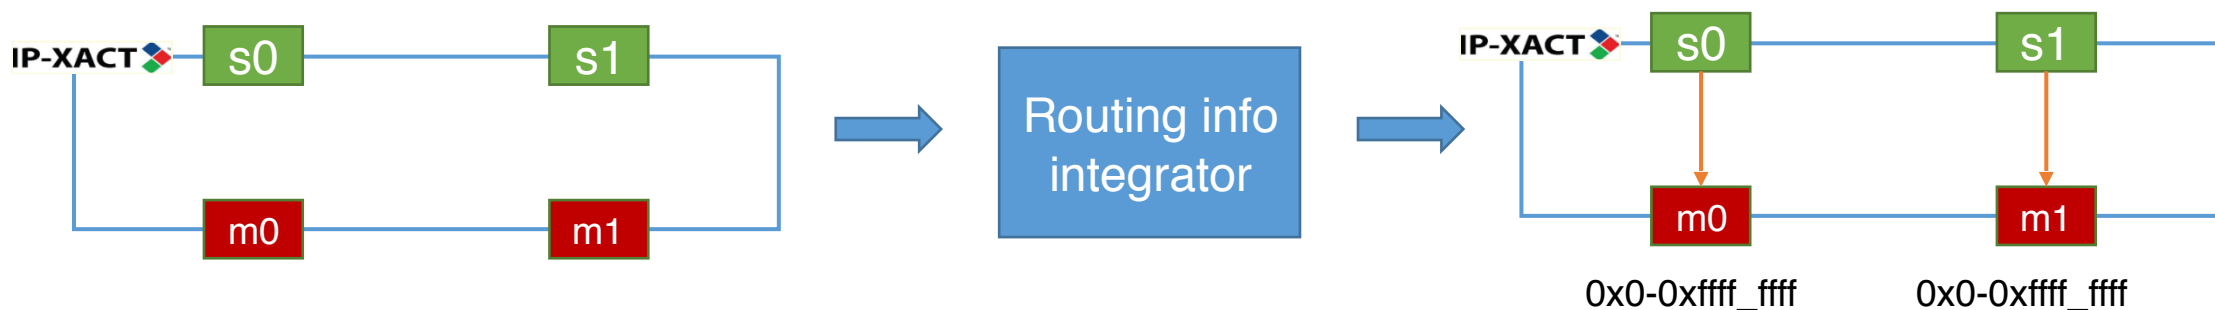 IP-XACT
s0
s1
m0
m1
Routing info
integrator
IP-XACT
s0
s1
m0
m1
0x0-0xffff_ffff
0x0-0xffff_ffff